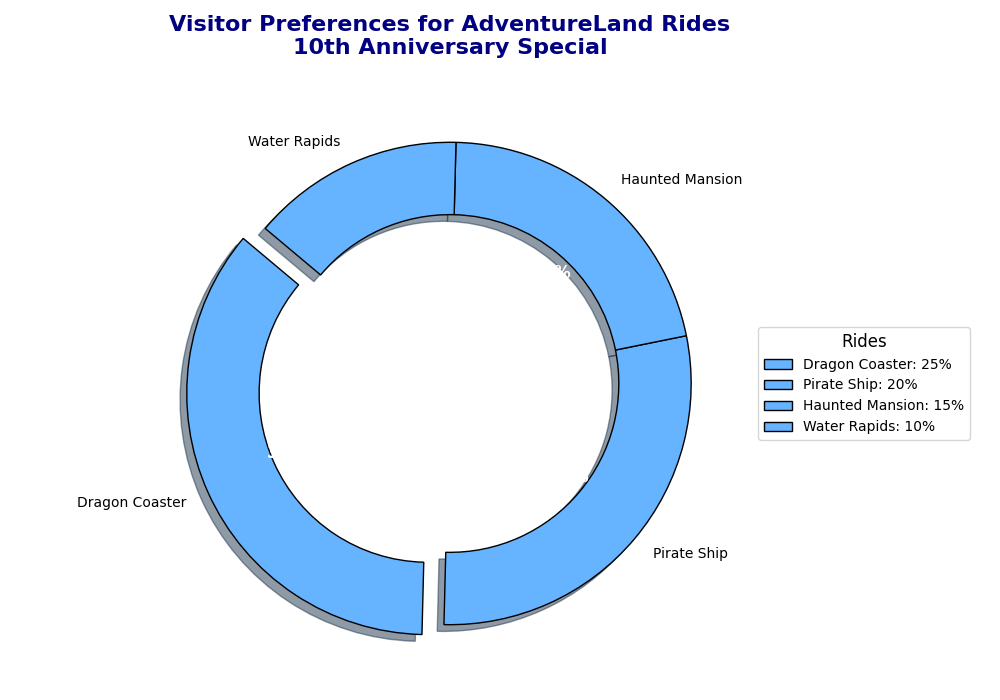 Visitor Preferences for AdventureLand Rides
10th Anniversary Special
Water Rapids
Haunted Mansion
Dragon Coaster
Pirate Ship
Rides
Dragon Coaster: 25%
Pirate Ship: 20%
Haunted Mansion: 15%
Water Rapids: 10%